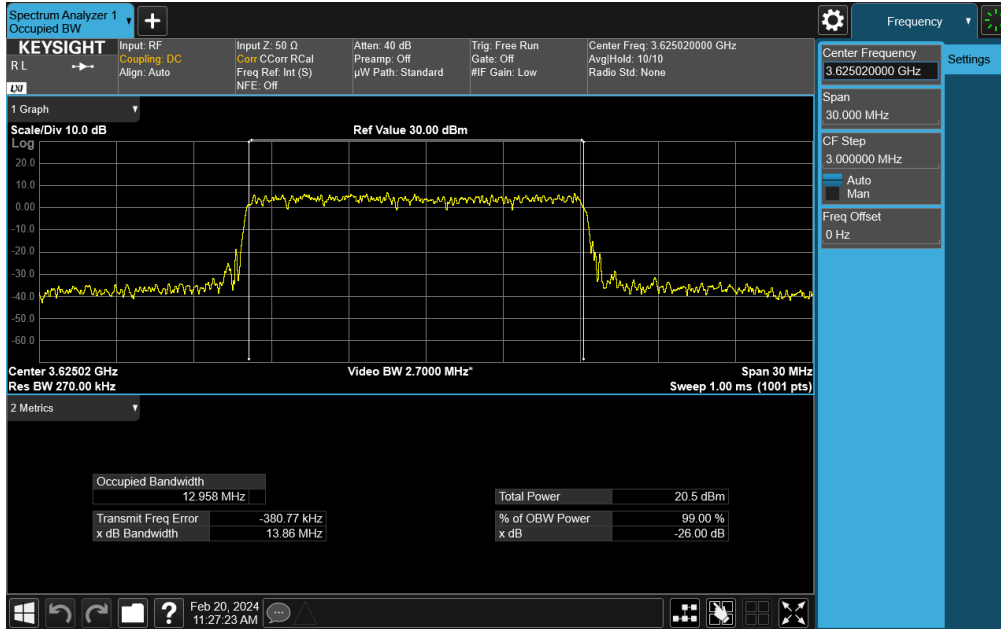 Spectrum Analyzer 1
Occupied BW
+
Frequency
KEYSIGHT
R L
LXI
Input: RF
Coupling: DC
Align: Auto
Input Z: 50 Ω
Corr CCorr RCal
Freq Ref: Int (S)
NFE: Off
Atten: 40 dB
Preamp: Off
µW Path: Standard
Trig: Free Run
Gate: Off
#IF Gain: Low
Center Freq: 3.625020000 GHz
Avg|Hold: 10/10
Radio Std: None
Center Frequency
3.625020000 GHz
Settings
Span
30.000 MHz
CF Step
3.000000 MHz
Auto
Man
Freq Offset
0 Hz
1 Graph
Scale/Div 10.0 dB
Ref Value 30.00 dBm
Log
20.0
10.0
0.00
-10.0
-20.0
-30.0
-40.0
-50.0
-60.0
Center 3.62502 GHz
Video BW 2.7000 MHz*
Span 30 MHz
Res BW 270.00 kHz
Sweep 1.00 ms (1001 pts)
2 Metrics
Occupied Bandwidth
12.958 MHz
Total Power 20.5 dBm
Transmit Freq Error -380.77 kHz
% of OBW Power 99.00 %
x dB Bandwidth 13.86 MHz
x dB -26.00 dB
?
Feb 20, 2024
11:27:23 AM